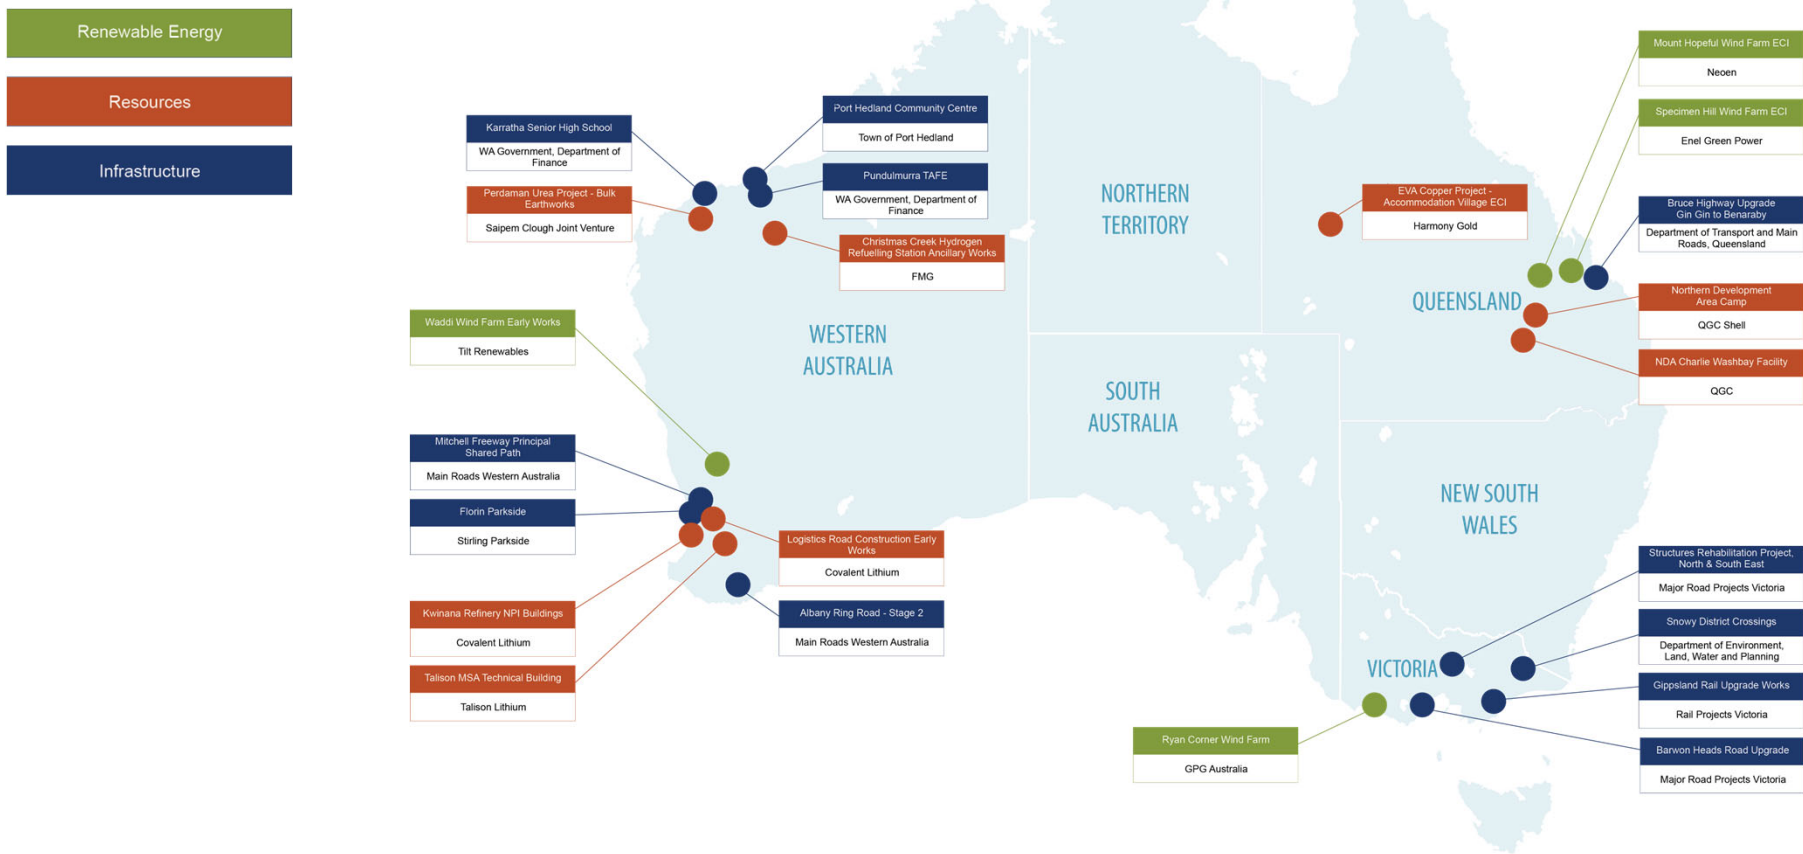 Renewable Energy
Resources
Infrastructure
Karratha Senior High School
WA Government, Department of
Finance
Perdaman Urea Project - Bulk
Earthworks
Saipem Clough Joint Venture
Port Hedland Community Centre
Town of Port Hedland
Pundulmurra TAFE
WA Government, Department of
Finance
Christmas Creek Hydrogen
Refuelling Station Ancillary Works
FMG
Waddi Wind Farm Early Works
Tilt Renewables
Mitchell Freeway Principal
Shared Path
Main Roads Western Australia
Florin Parkside
Stirling Parkside
Logistics Road Construction Early
Works
Covalent Lithium
Kwinana Refinery NPI Buildings
Covalent Lithium
Albany Ring Road - Stage 2
Main Roads Western Australia
Talison MSA Technical Building
Talison Lithium
WESTERN
AUSTRALIA
NORTHERN
TERRITORY
SOUTH
AUSTRALIA
QUEENSLAND
NEW SOUTH
WALES
VICTORIA
EVA Copper Project -
Accommodation Village ECI
Harmony Gold
Mount Hopeful Wind Farm ECI
Neoen
Specimen Hill Wind Farm ECI
Enel Green Power
Bruce Highway Upgrade
Gin Gin to Benaraby
Department of Transport and Main
Roads, Queensland
Northern Development
Area Camp
QGC Shell
NDA Charlie Washbay Facility
QGC
Structures Rehabilitation Project,
North & South East
Major Road Projects Victoria
Snowy District Crossings
Department of Environment,
Land, Water and Planning
Gippsland Rail Upgrade Works
Rail Projects Victoria
Barwon Heads Road Upgrade
Major Road Projects Victoria
Ryan Corner Wind Farm
GPG Australia